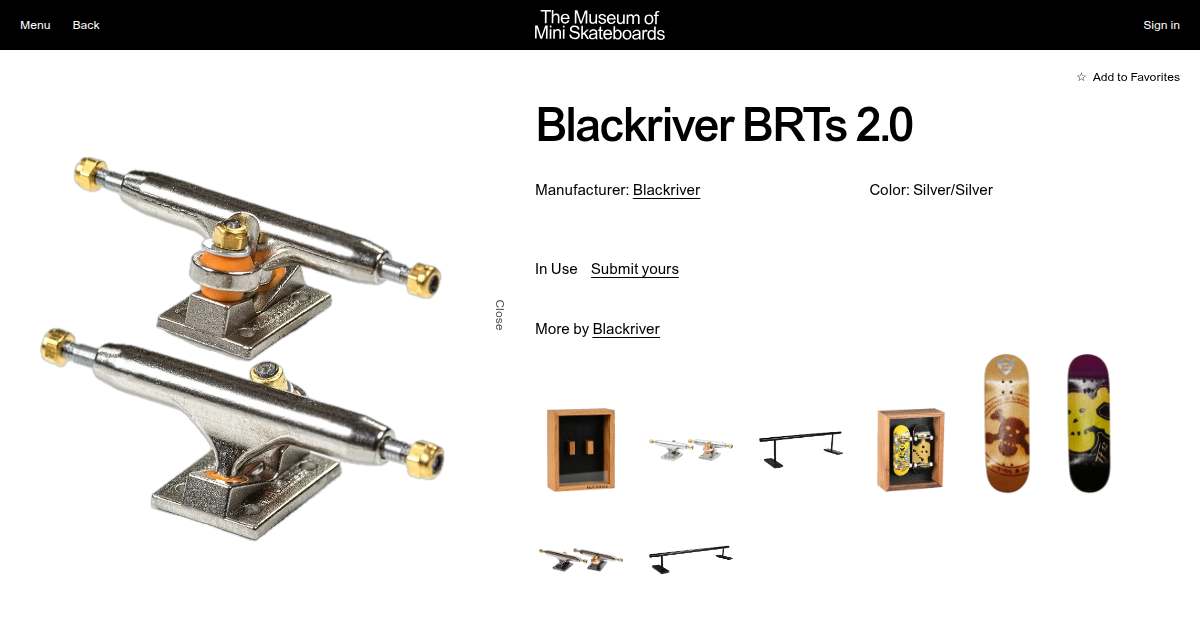 Menu
Back
The Museum of
Mini Skateboards
Sign in
☆ Add to Favorites
Blackriver BRTs 2.0
Manufacturer: Blackriver
Color: Silver/Silver
In Use Submit yours
Close
More by Blackriver